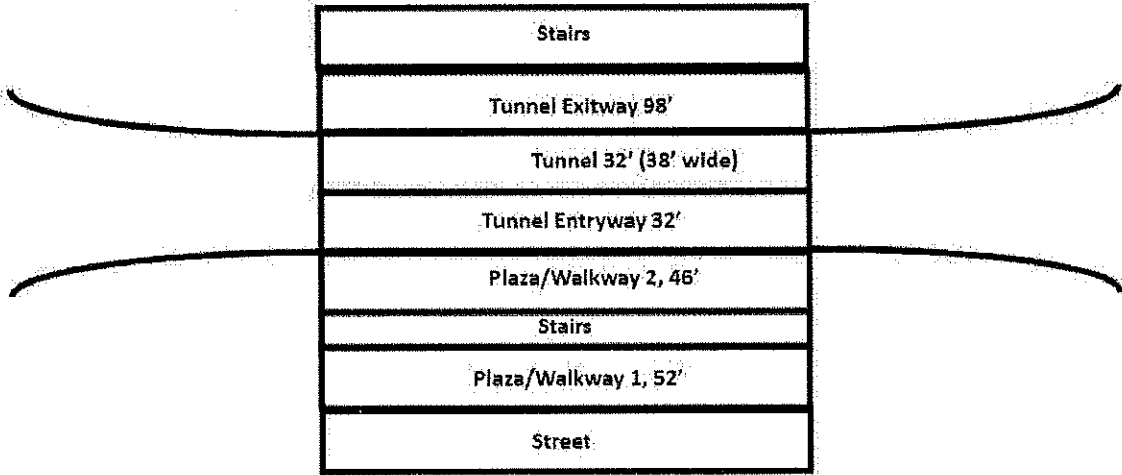 Stairs
Tunnel Exitway 98'
Tunnel 32' (38' wide)
Tunnel Entryway 32'
Plaza/Walkway 2, 46'
Stairs
Plaza/Walkway 1, 52'
Street